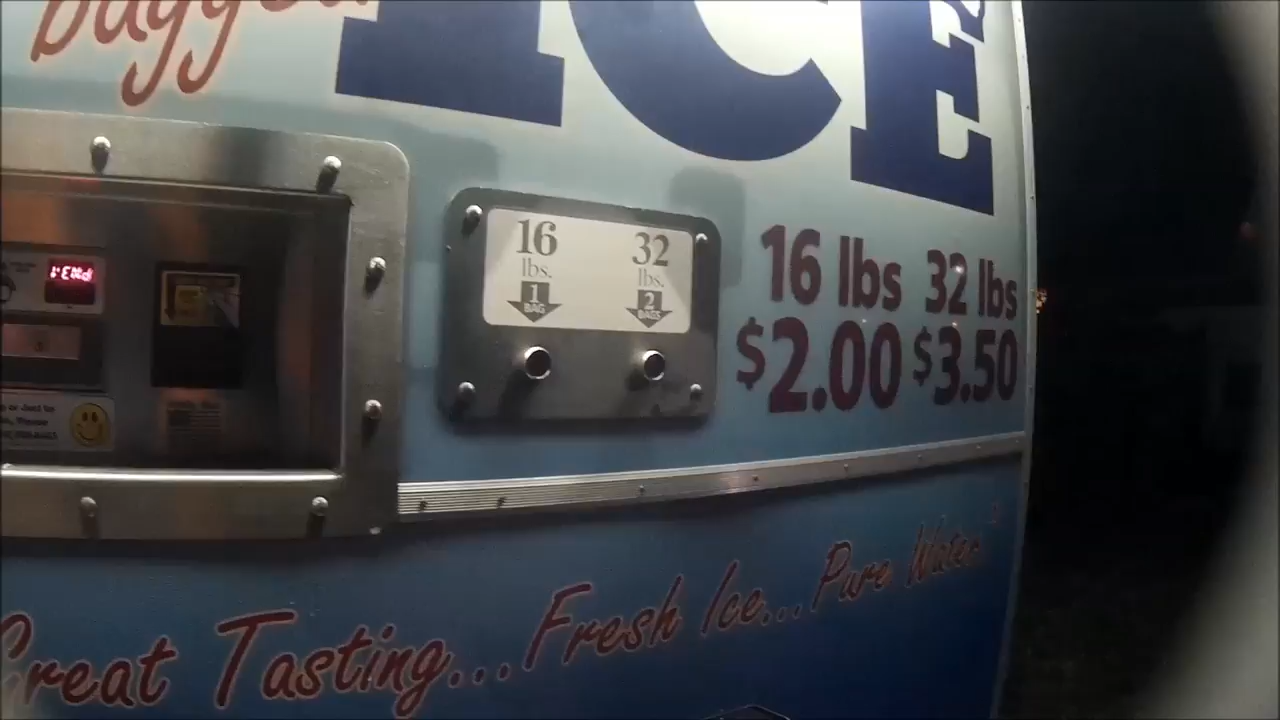 bagged
ICE
16
lbs.
1
BAG
32
lbs.
2
BAGS
16 lbs 32 lbs
$2.00 $3.50
Great Tasting...Fresh Ice...Pure Water